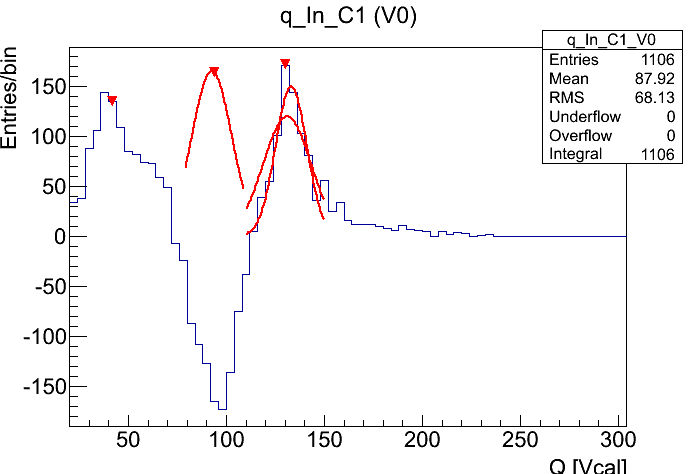 q_In_C1 (V0)
q_In_C1_V0
Entries 1106
Mean 87.92
RMS 68.13
Underflow 0
Overflow 0
Integral 1106
Entries/bin
150
100
50
0
-50
-100
-150
50 100 150 200 250 300
Q [Vcal]